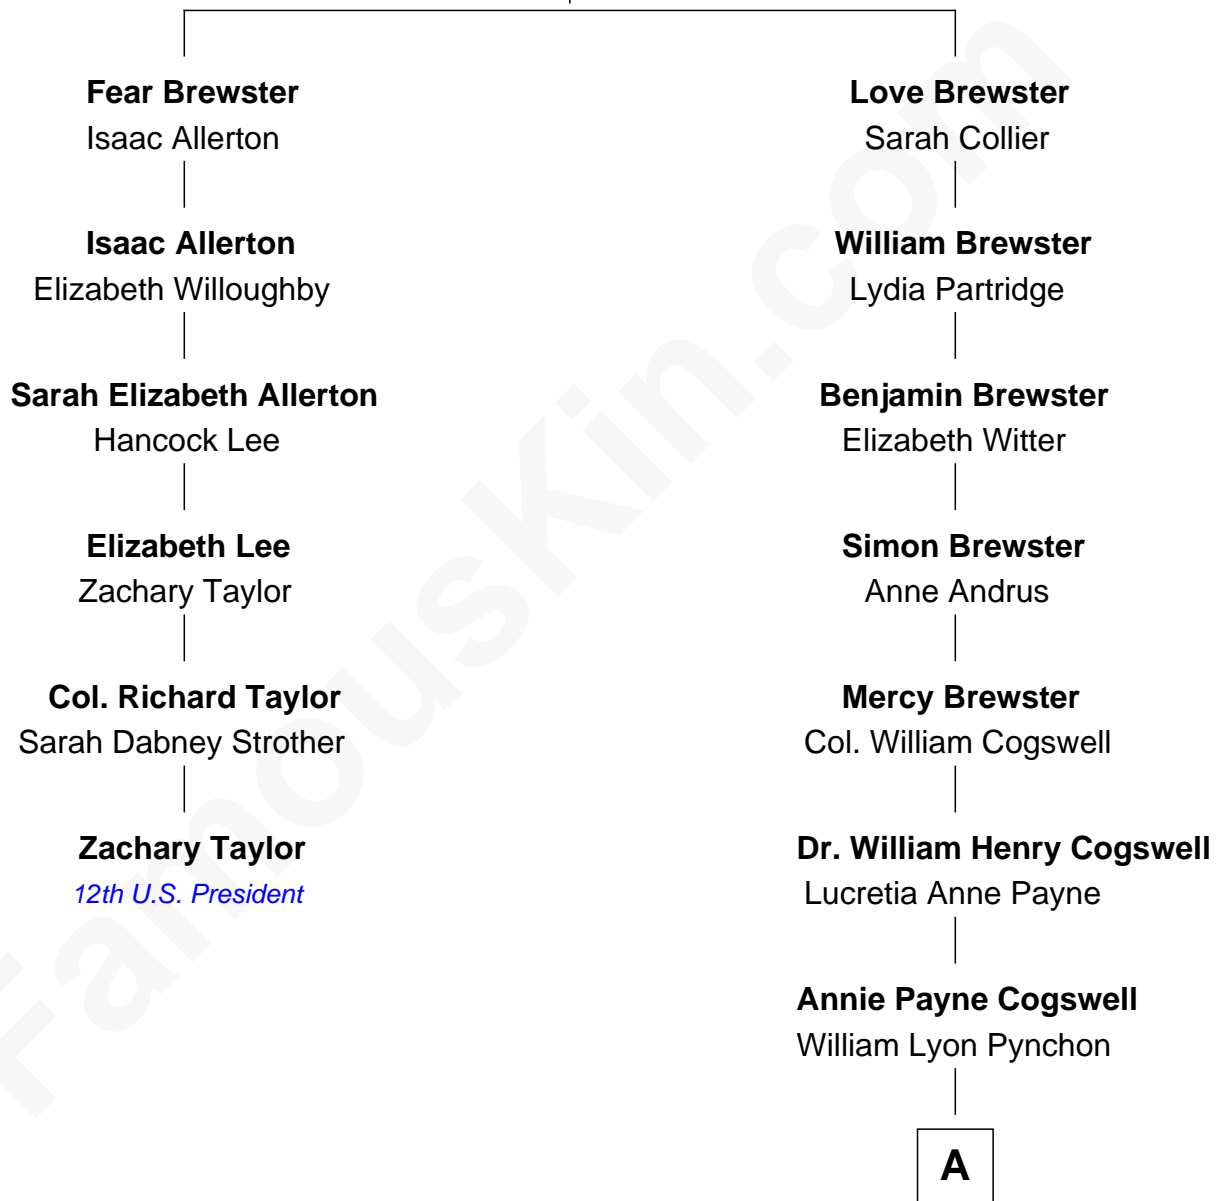 Fear Brewster
Isaac Allerton
Isaac Allerton
Elizabeth Willoughby
Sarah Elizabeth Allerton
Hancock Lee
Elizabeth Lee
Zachary Taylor
Col. Richard Taylor
Sarah Dabney Strother
Zachary Taylor
12th U.S. President
Love Brewster
Sarah Collier
William Brewster
Lydia Partridge
Benjamin Brewster
Elizabeth Witter
Simon Brewster
Anne Andrus
Mercy Brewster
Col. William Cogswell
Dr. William Henry Cogswell
Lucretia Anne Payne
Annie Payne Cogswell
William Lyon Pynchon
A
FamousKin.com